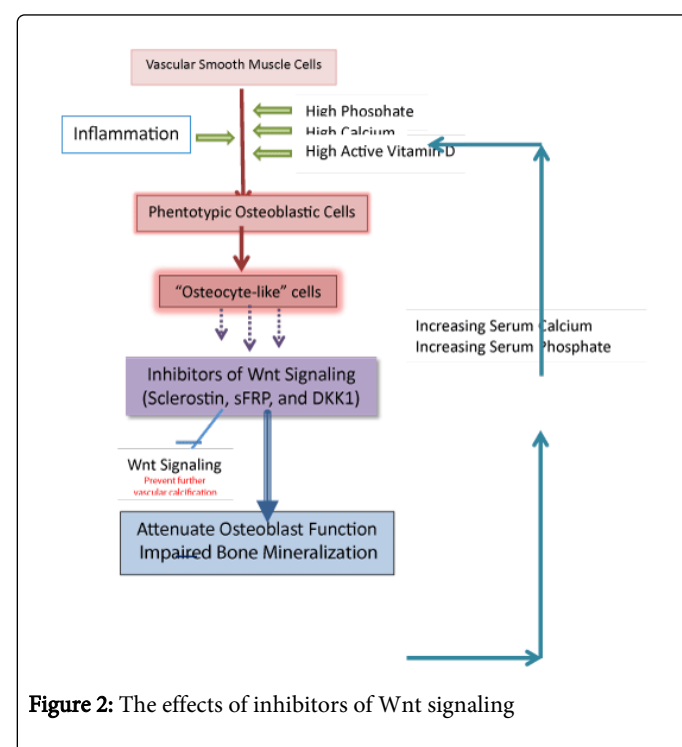 Vascular Smooth Muscle Cells
High Phosphate
High Calcium
High Active Vitamin D
Inflammation
Phentotypic Osteoblastic Cells
“Osteocyte-like” cells
Increasing Serum Calcium
Increasing Serum Phosphate
Inhibitors of Wnt Signaling
(Sclerostin, sFRP, and DKK1)
Wnt Signaling
Prevent further
vascular calcification
Attenuate Osteoblast Function
Impaired Bone Mineralization
Figure 2: The effects of inhibitors of Wnt signaling